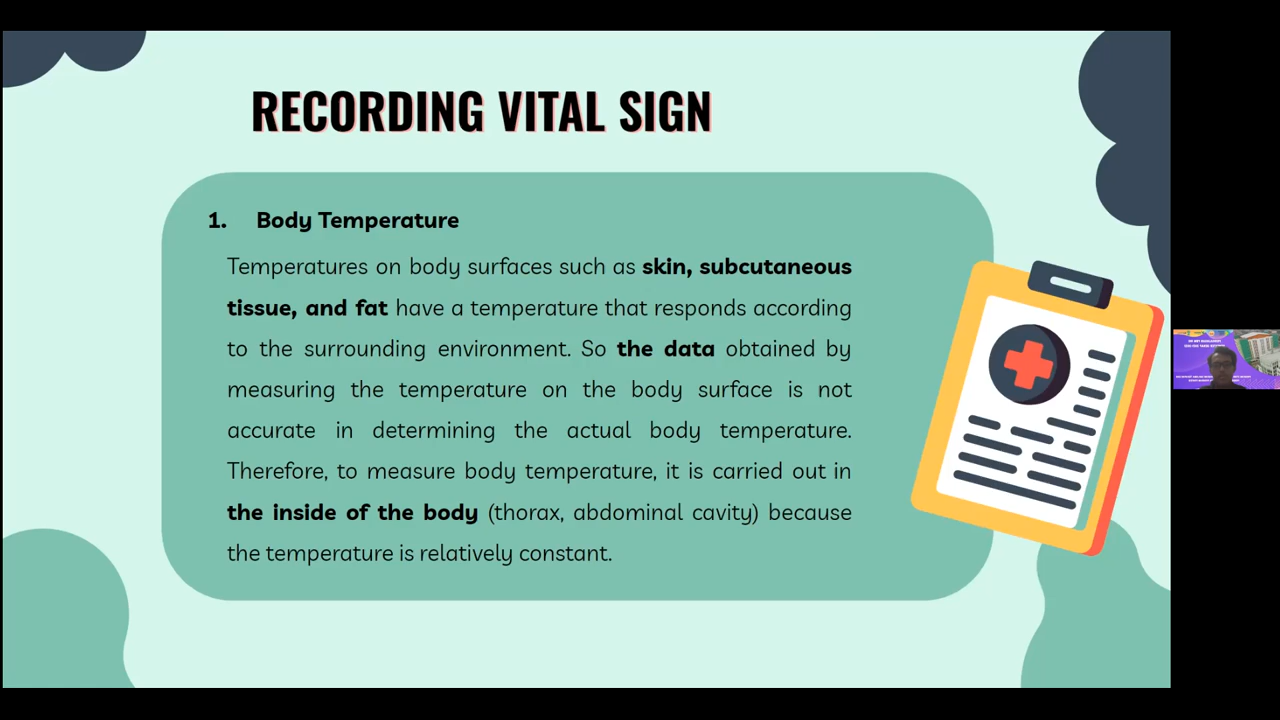 RECORDING VITAL SIGN
1. Body Temperature
Temperatures on body surfaces such as skin, subcutaneous
tissue, and fat have a temperature that responds according
to the surrounding environment. So the data obtained by
measuring the temperature on the body surface is not
accurate in determining the actual body temperature.
Therefore, to measure body temperature, it is carried out in
the inside of the body (thorax, abdominal cavity) because
the temperature is relatively constant.